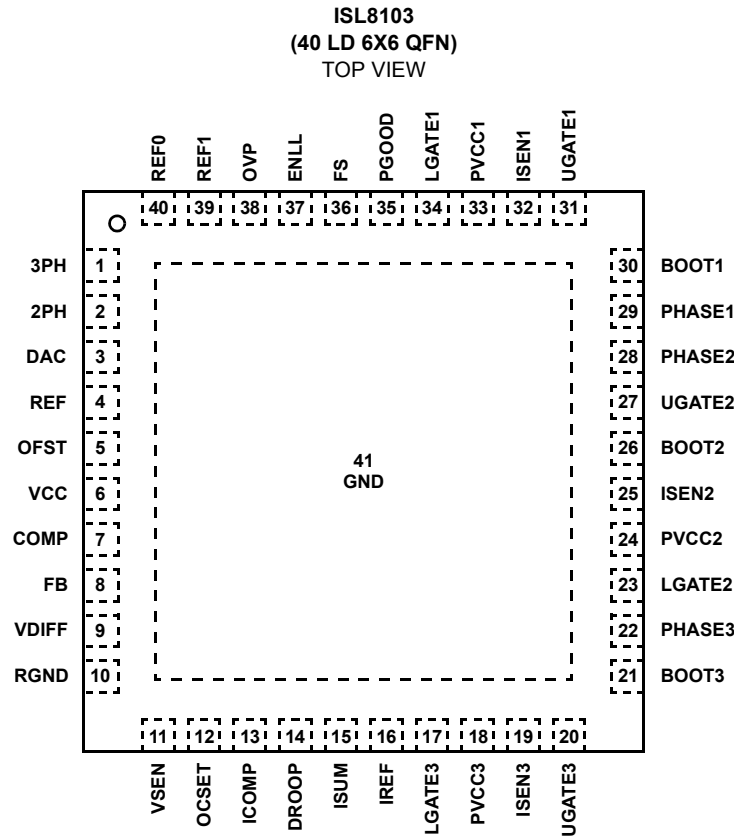 ISL8103
(40 LD 6X6 QFN)
TOP VIEW
REF0
REF1
OVP
ENLL
FS
PGOOD
LGATE1
PVCC1
ISEN1
UGATE1
40 39 38 37 36 35 34 33 32 31
3PH 1
2PH 2
DAC 3
REF 4
OFST 5
VCC 6
COMP 7
FB 8
VDIFF 9
RGND 10
41
GND
30 BOOT1
29 PHASE1
28 PHASE2
27 UGATE2
26 BOOT2
25 ISEN2
24 PVCC2
23 LGATE2
22 PHASE3
21 BOOT3
11 12 13 14 15 16 17 18 19 20
VSEN
OCSET
ICOMP
DROOP
ISUM
IREF
LGATE3
PVCC3
ISEN3
UGATE3